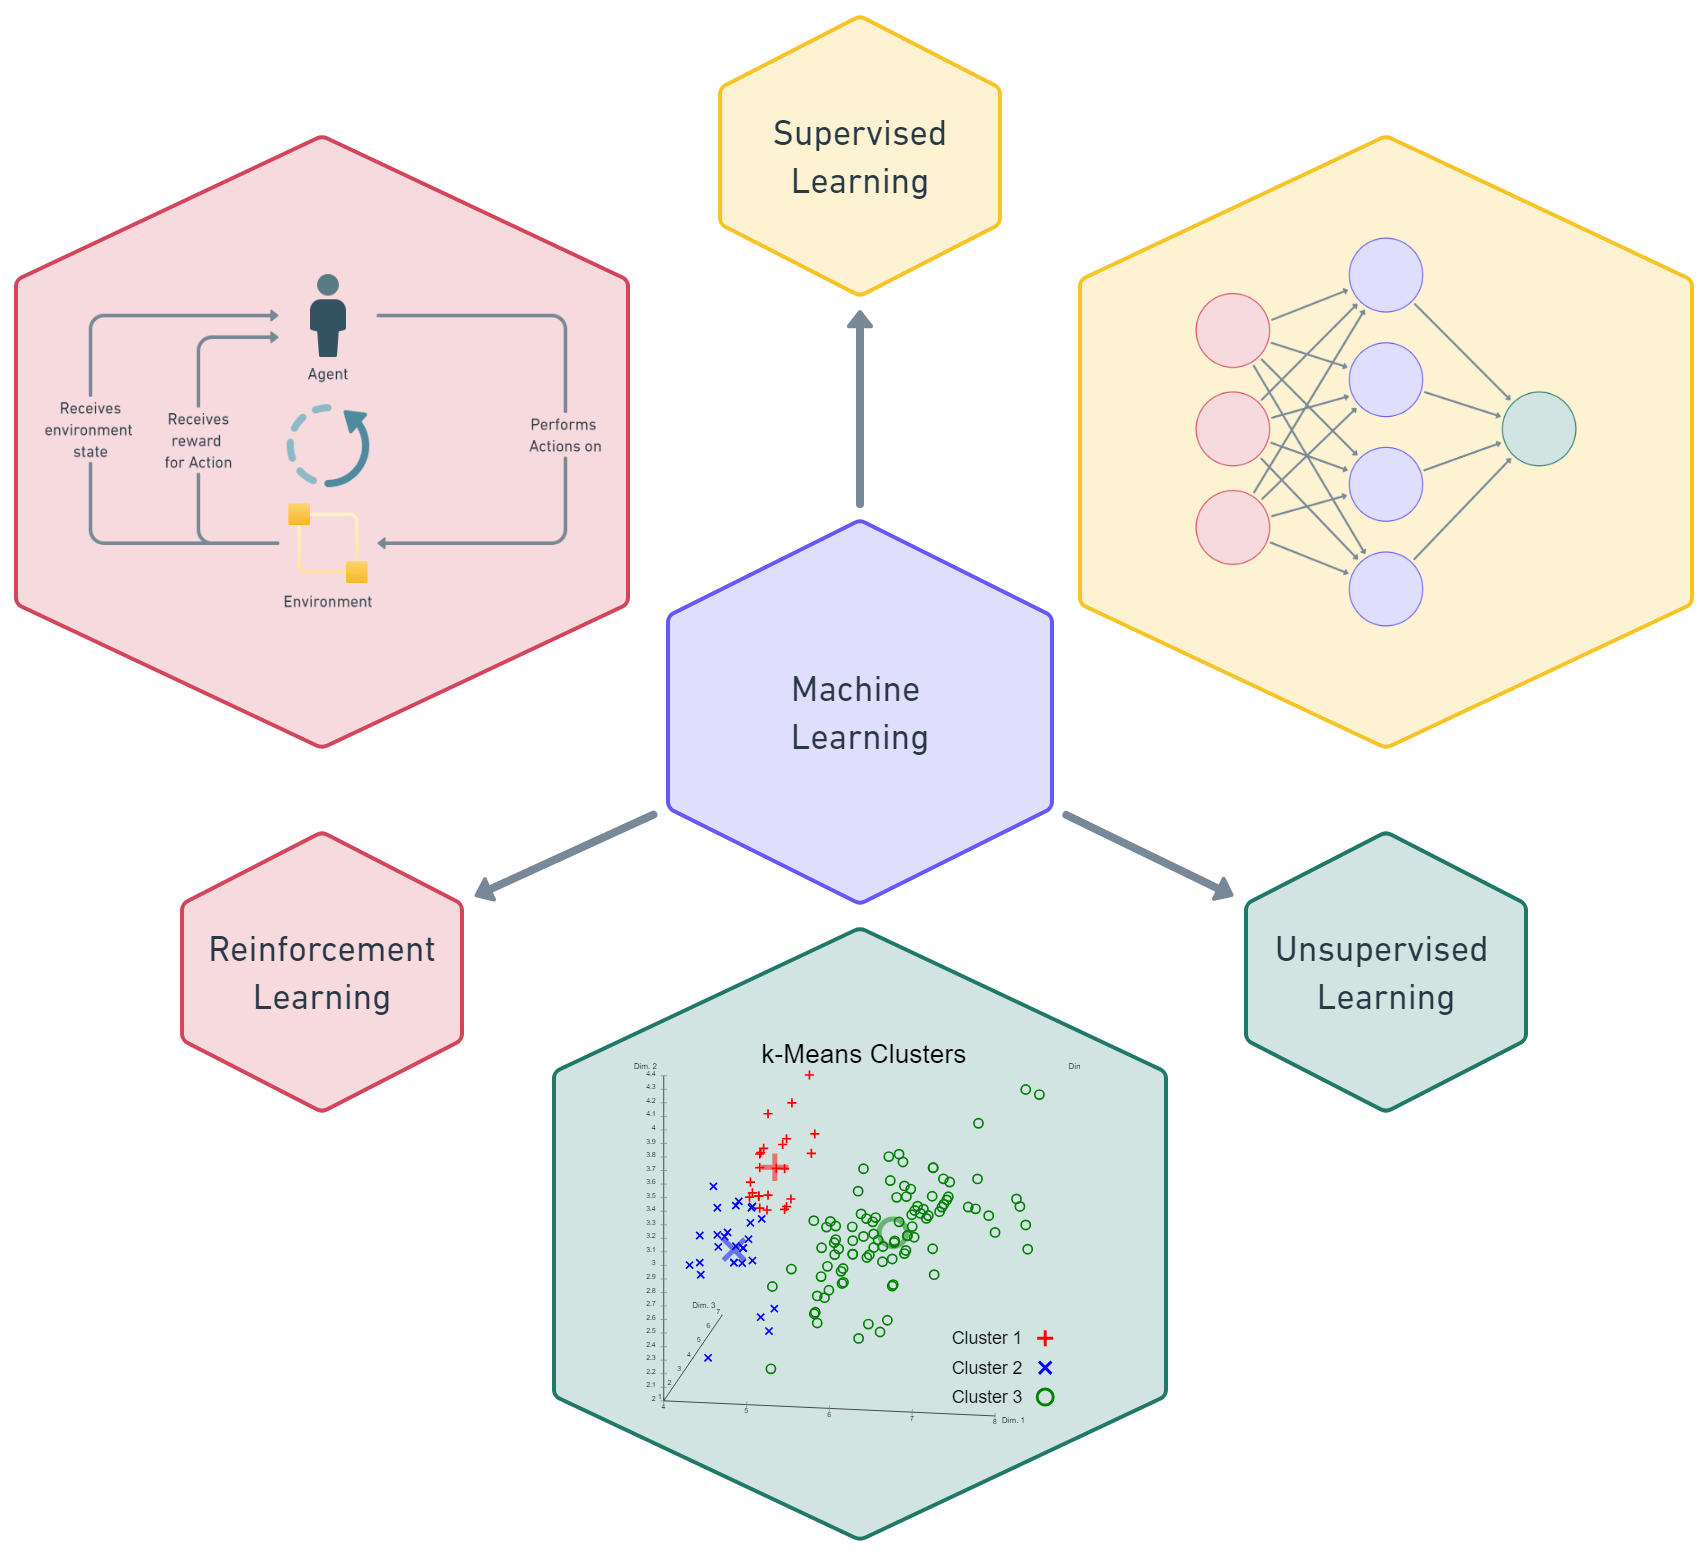 Supervised
Learning
Agent
Receives
environment
state
Receives
reward
for Action
Performs
Actions on
Environment
Machine
Learning
Reinforcement
Learning
Unsupervised
Learning
k-Means Clusters
Dim. 2
Din
4.4
4.3
4.2
4.1
4
3.9
3.8
3.7
3.6
3.5
3.4
3.3
3.2
3.1
3
2.9
2.8
2.7
2.6
2.5
2.4
2.3
2.2
2.1
2
Dim. 3
7
6
5
4
3
2
1
4
5
6
7
8
Dim. 1
Cluster 1
Cluster 2
Cluster 3